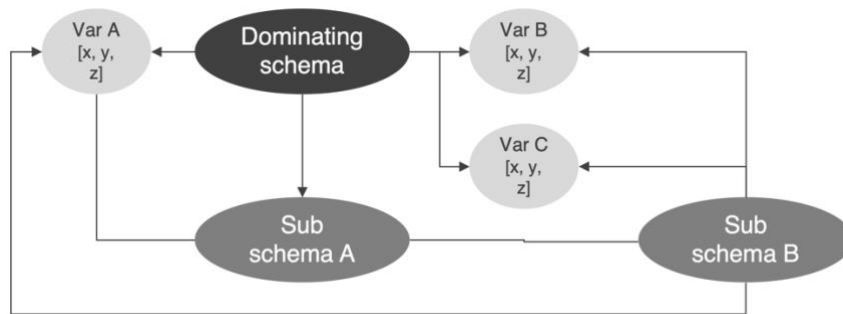 Var A
[x, y,
z]
Dominating
schema
Var B
[x, y,
z]
Var C
[x, y,
z]
Sub
schema A
Sub
schema B